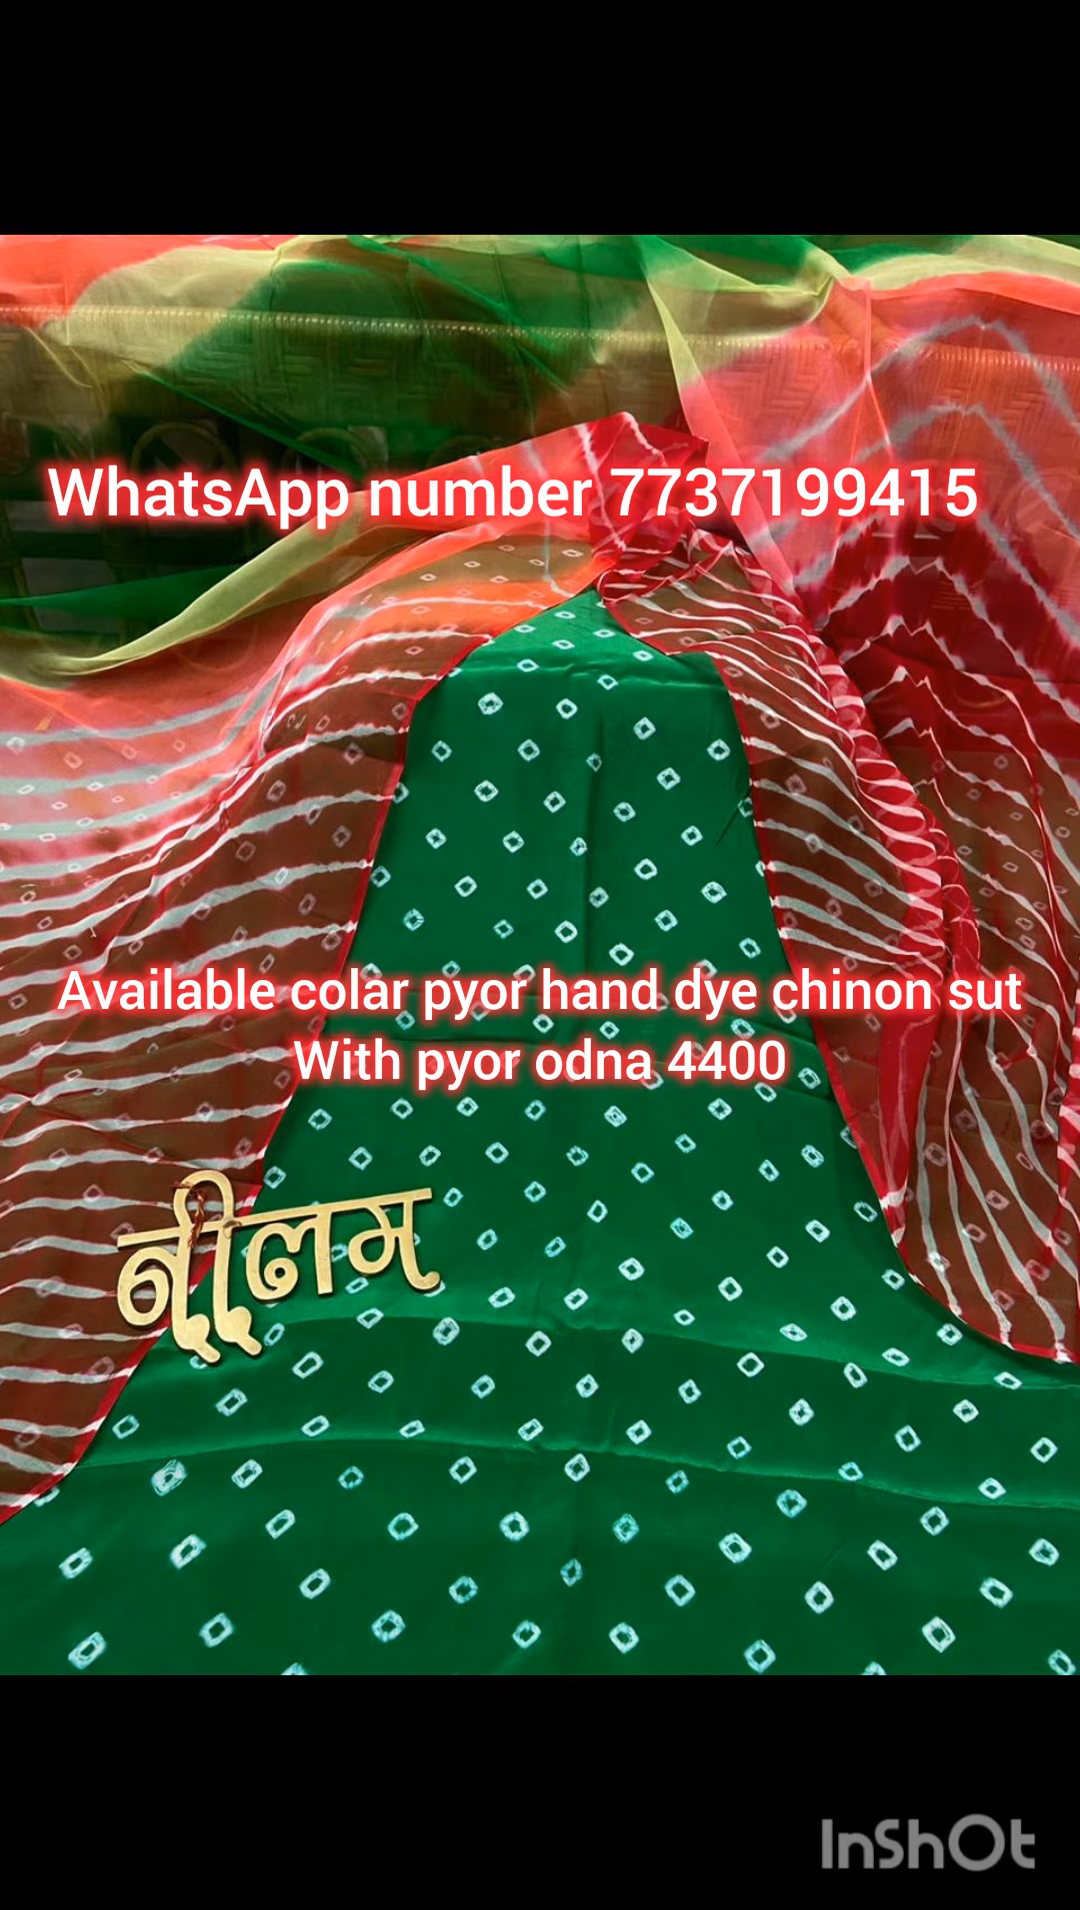 WhatsApp number 7737199415
Available colar pyor hand dye chinon sut
With pyor odna 4400
नीलम
InShOt